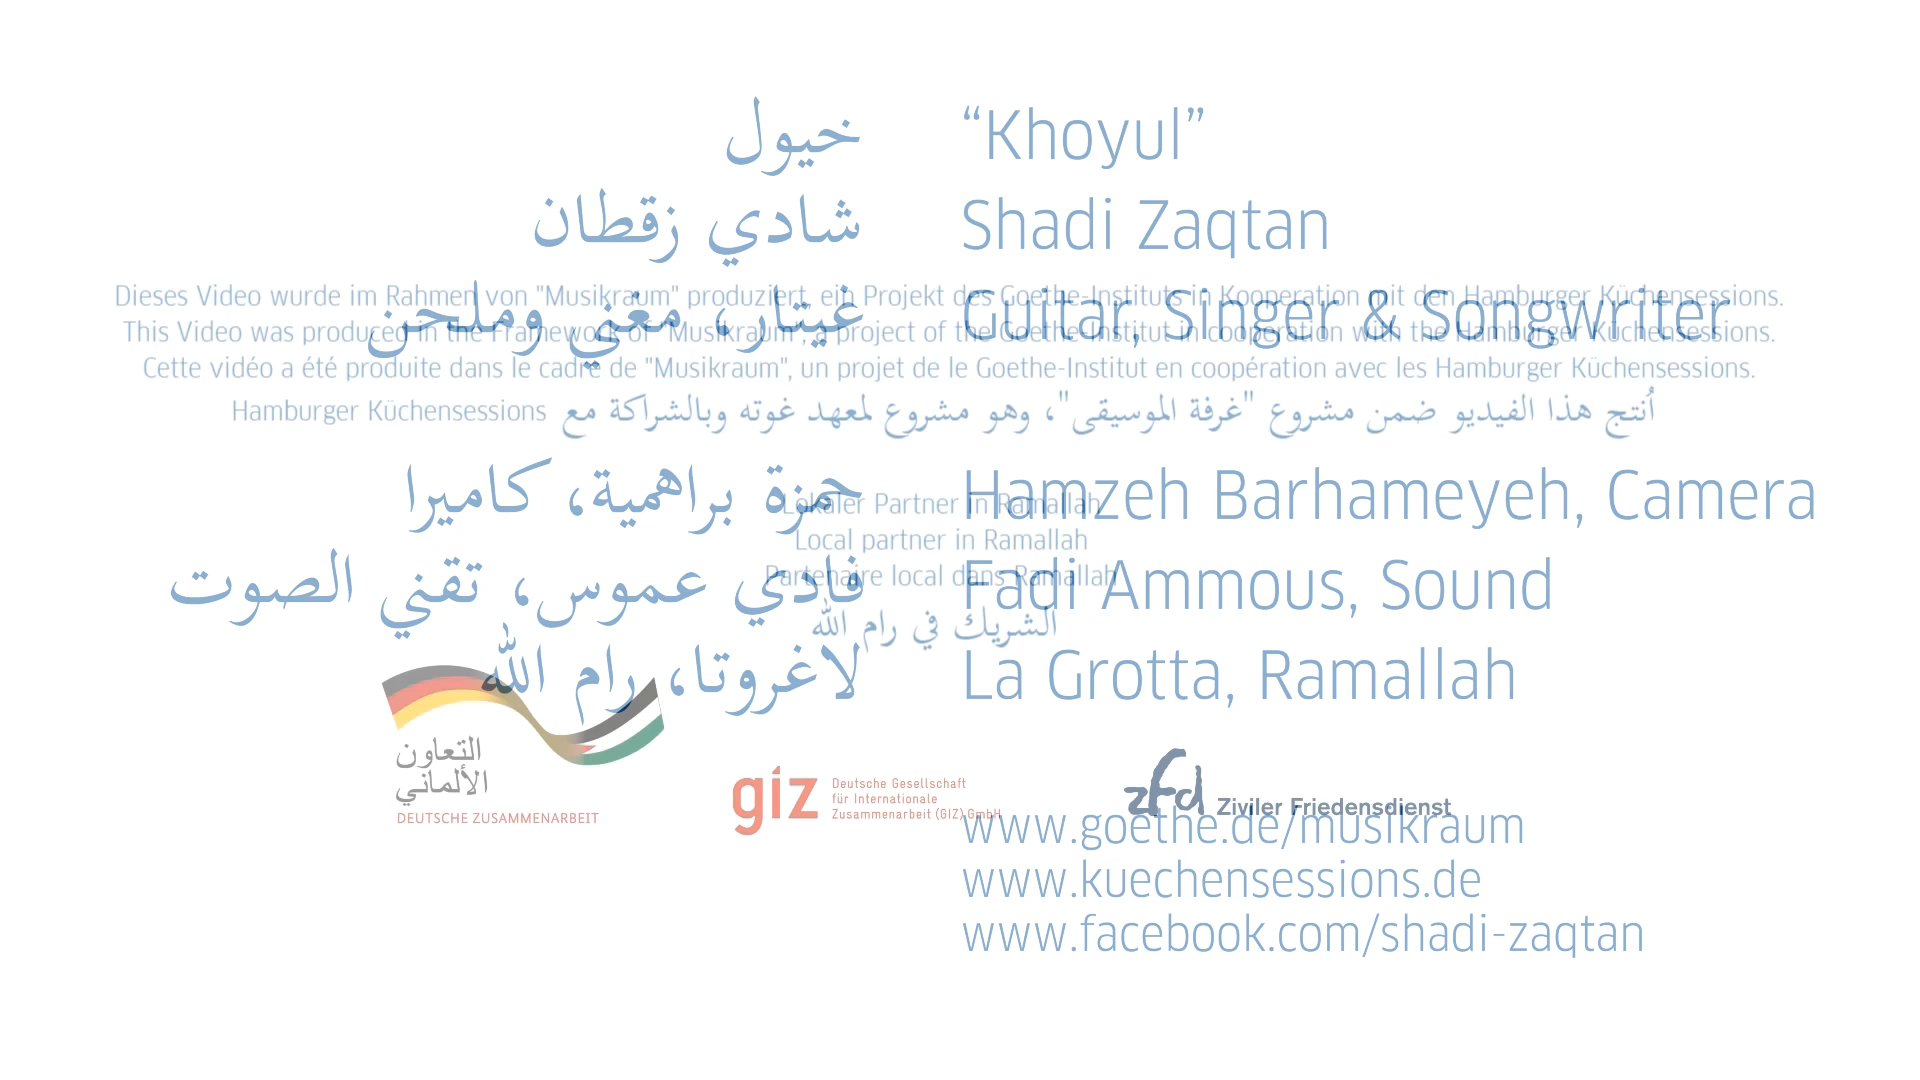 خيول
“Khoyul”
شادي زقطان
Shadi Zaqtan
غيتار، مغني وملحن
Guitar, Singer & Songwriter
Dieses Video wurde im Rahmen von "Musikraum" produziert, ein Projekt des Goethe-Instituts in Kooperation mit den Hamburger Küchensessions.
This Video was produced in the Framework of "Musikraum", a project of the Goethe-Institut in cooperation with the Hamburger Küchensessions.
Cette vidéo a été produite dans le cadre de "Musikraum", un projet de le Goethe-Institut en coopération avec les Hamburger Küchensessions.
أنتج هذا الفيديو ضمن مشروع "غرفة الموسيقى"، وهو مشروع لمعهد غوته وبالشراكة مع Hamburger Küchensessions
حمزة براهمية، كاميرا
Hamzeh Barhameyeh, Camera
Lokaler Partner in Ramallah
Local partner in Ramallah
Partenaire local dans Ramallah
فادي عموس، تقني الصوت
Fadi Ammous, Sound
الشريك في رام الله
لاغروتا، رام الله
La Grotta, Ramallah
التعاون
الألماني
DEUTSCHE ZUSAMMENARBEIT
giz
Deutsche Gesellschaft
für Internationale
Zusammenarbeit (GIZ) GmbH
zfd Ziviler Friedensdienst
www.goethe.de/musikraum
www.kuechensessions.de
www.facebook.com/shadi-zaqtan